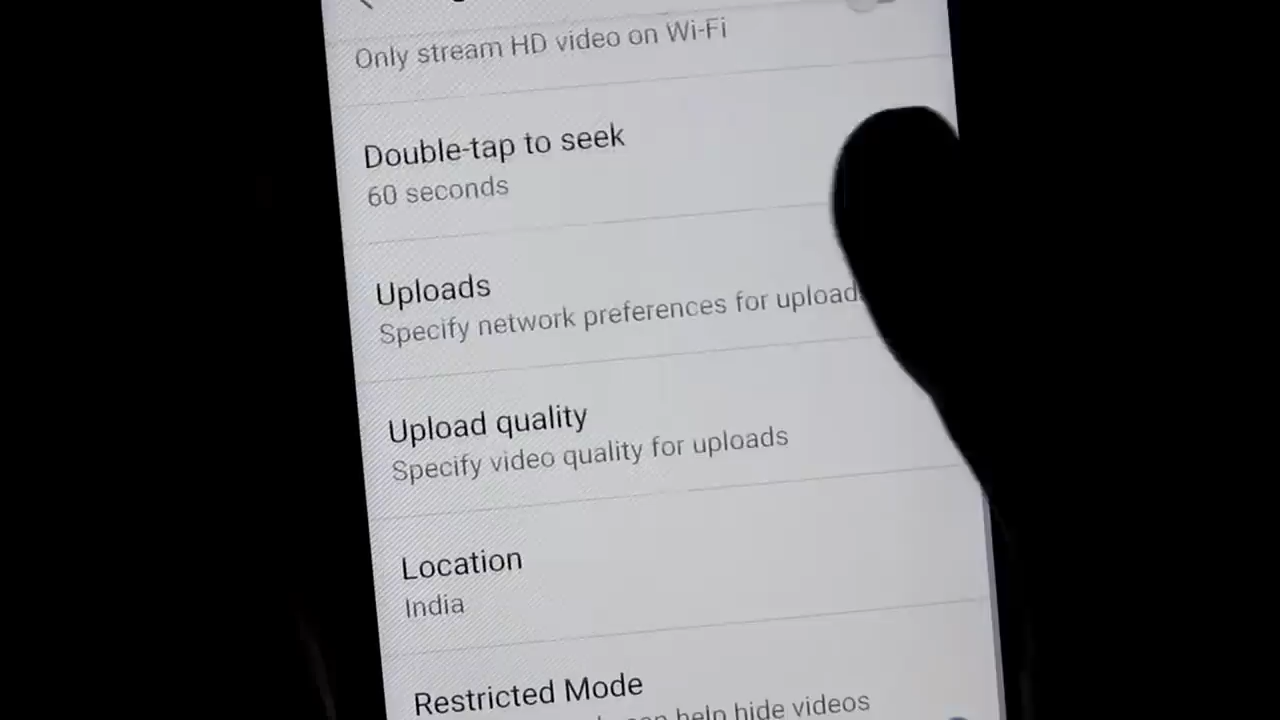 Only stream HD video on Wi-Fi
Double-tap to seek
60 seconds
Uploads
Specify network preferences for upload
Upload quality
Specify video quality for uploads
Location
India
Restricted Mode
can help hide videos